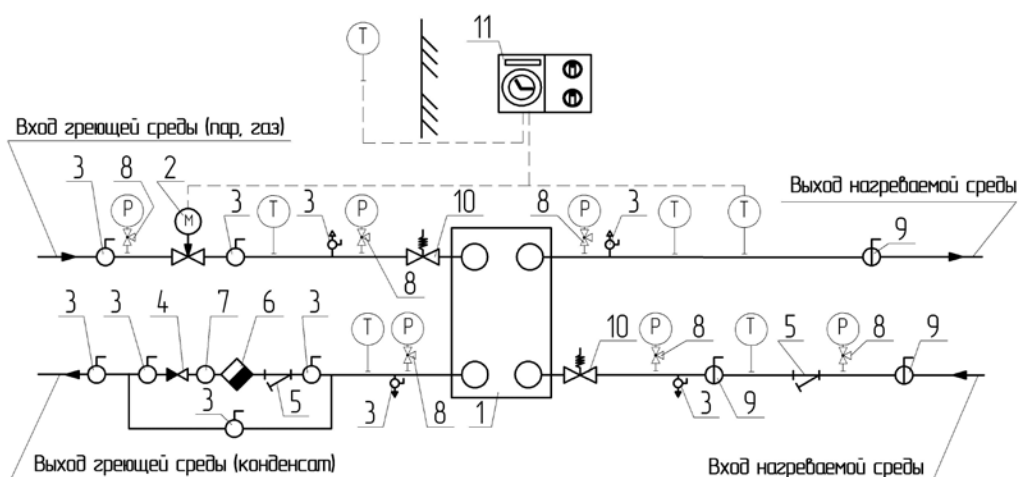 T
11
Вход греющей среды (пар, газ)
3 8 2 3 3 10 8 3 Выход нагреваемой среды
P M T P P T T 9
8
3 3 4 7 6 3 T P 10 P 8 T 5 P 8 9
5 3 8 1 3 9
3
Выход греющей среды (конденсат) Вход нагреваемой среды